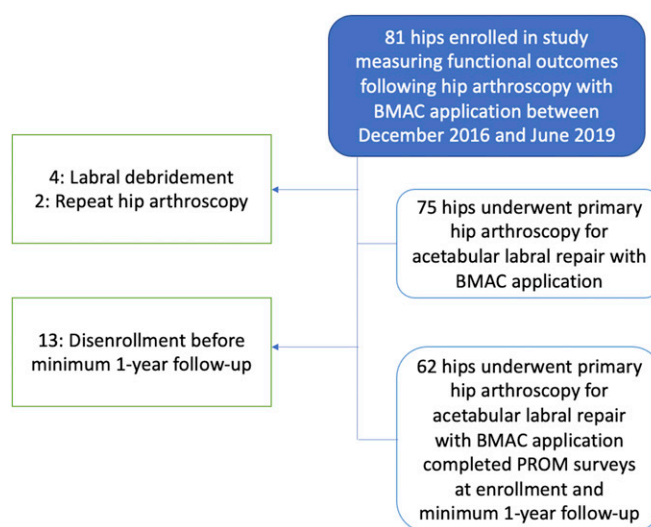 81 hips enrolled in study
measuring functional outcomes
following hip arthroscopy with
BMAC application between
December 2016 and June 2019
4: Labral debridement
2: Repeat hip arthroscopy
75 hips underwent primary
hip arthroscopy for
acetabular labral repair with
BMAC application
13: Disenrollment before
minimum 1-year follow-up
62 hips underwent primary
hip arthroscopy for
acetabular labral repair
with BMAC application
completed PROM surveys
at enrollment and
minimum 1-year follow-up